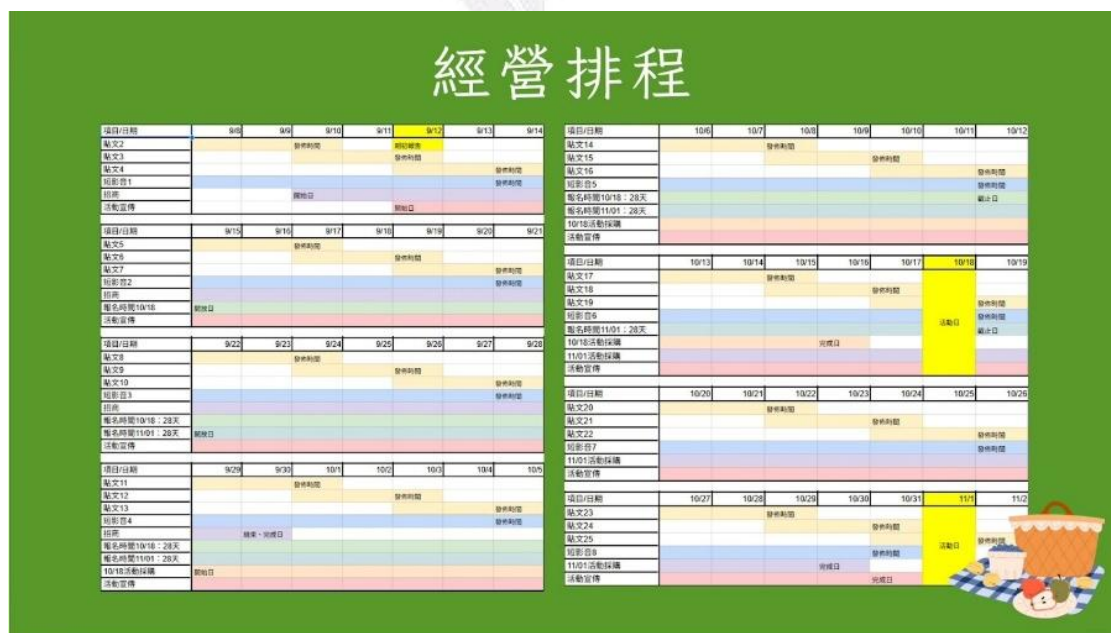 經營排程
項目/日期 9/8 9/9 9/10 9/11 9/12 9/13 9/14
貼文2 發佈時間
貼文3 發佈時間
貼文4 發佈時間
短影音1 發佈時間
招商 開始日
活動宣傳 開始日
項目/日期 9/15 9/16 9/17 9/18 9/19 9/20 9/21
貼文5 發佈時間
貼文6 發佈時間
貼文7 發佈時間
短影音2 發佈時間
招商
報名時間10/18 開放日
活動宣傳
項目/日期 9/22 9/23 9/24 9/25 9/26 9/27 9/28
貼文8 發佈時間
貼文9 發佈時間
貼文10 發佈時間
短影音3 發佈時間
招商
報名時間10/18:28天
報名時間11/01:28天 開放日
活動宣傳
項目/日期 9/29 9/30 10/1 10/2 10/3 10/4 10/5
貼文11 發佈時間
貼文12 發佈時間
貼文13 發佈時間
短影音4 發佈時間
招商 結束、完成日
報名時間10/18:28天
報名時間11/01:28天
10/18活動採購 開始日
活動宣傳
項目/日期 10/6 10/7 10/8 10/9 10/10 10/11 10/12
貼文14 發佈時間
貼文15 發佈時間
貼文16 發佈時間
短影音5 發佈時間
報名時間10/18:28天 截止日
報名時間11/01:28天
10/18活動採購
活動宣傳
項目/日期 10/13 10/14 10/15 10/16 10/17 10/18 10/19
貼文17 發佈時間
貼文18 發佈時間
貼文19 發佈時間
短影音6 活動日 發佈時間
報名時間11/01:28天 截止日
10/18活動採購 完成日
11/01活動採購
活動宣傳
項目/日期 10/20 10/21 10/22 10/23 10/24 10/25 10/26
貼文20 發佈時間
貼文21 發佈時間
貼文22 發佈時間
短影音7 發佈時間
11/01活動採購
活動宣傳
項目/日期 10/27 10/28 10/29 10/30 10/31 11/1 11/2
貼文23 發佈時間
貼文24 發佈時間
貼文25 活動日 發佈時間
短影音8 發佈時間
11/01活動採購 完成日
活動宣傳 完成日